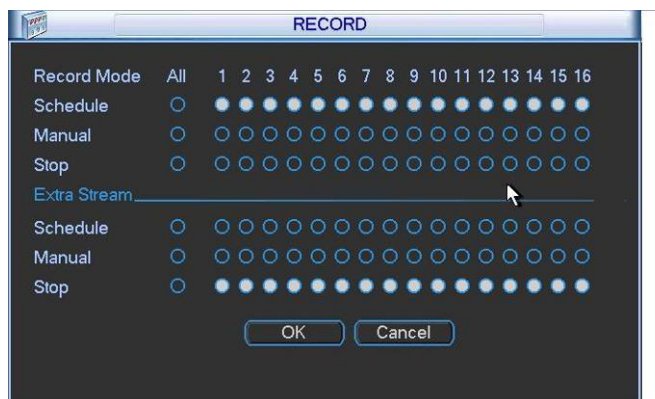 RECORD
Record Mode All 1 2 3 4 5 6 7 8 9 10 11 12 13 14 15 16
Schedule
Manual
Stop
Extra Stream
Schedule
Manual
Stop
OK Cancel